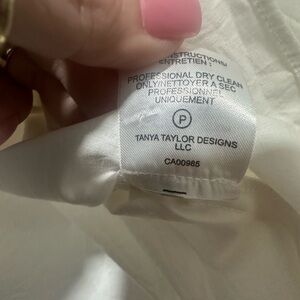 INSTRUCTIONS/
ENTRETIEN :
PROFESSIONAL DRY CLEAN
ONLY/NETTOYER A SEC
PROFESSIONNEL
UNIQUEMENT
P
TANYA TAYLOR DESIGNS
LLC
CA00985